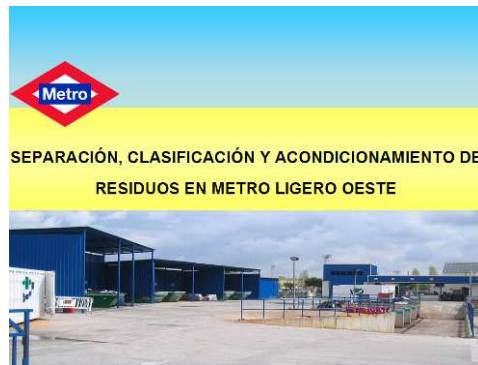 Metro
SEPARACIÓN, CLASIFICACIÓN Y ACONDICIONAMIENTO DE
RESIDUOS EN METRO LIGERO OESTE